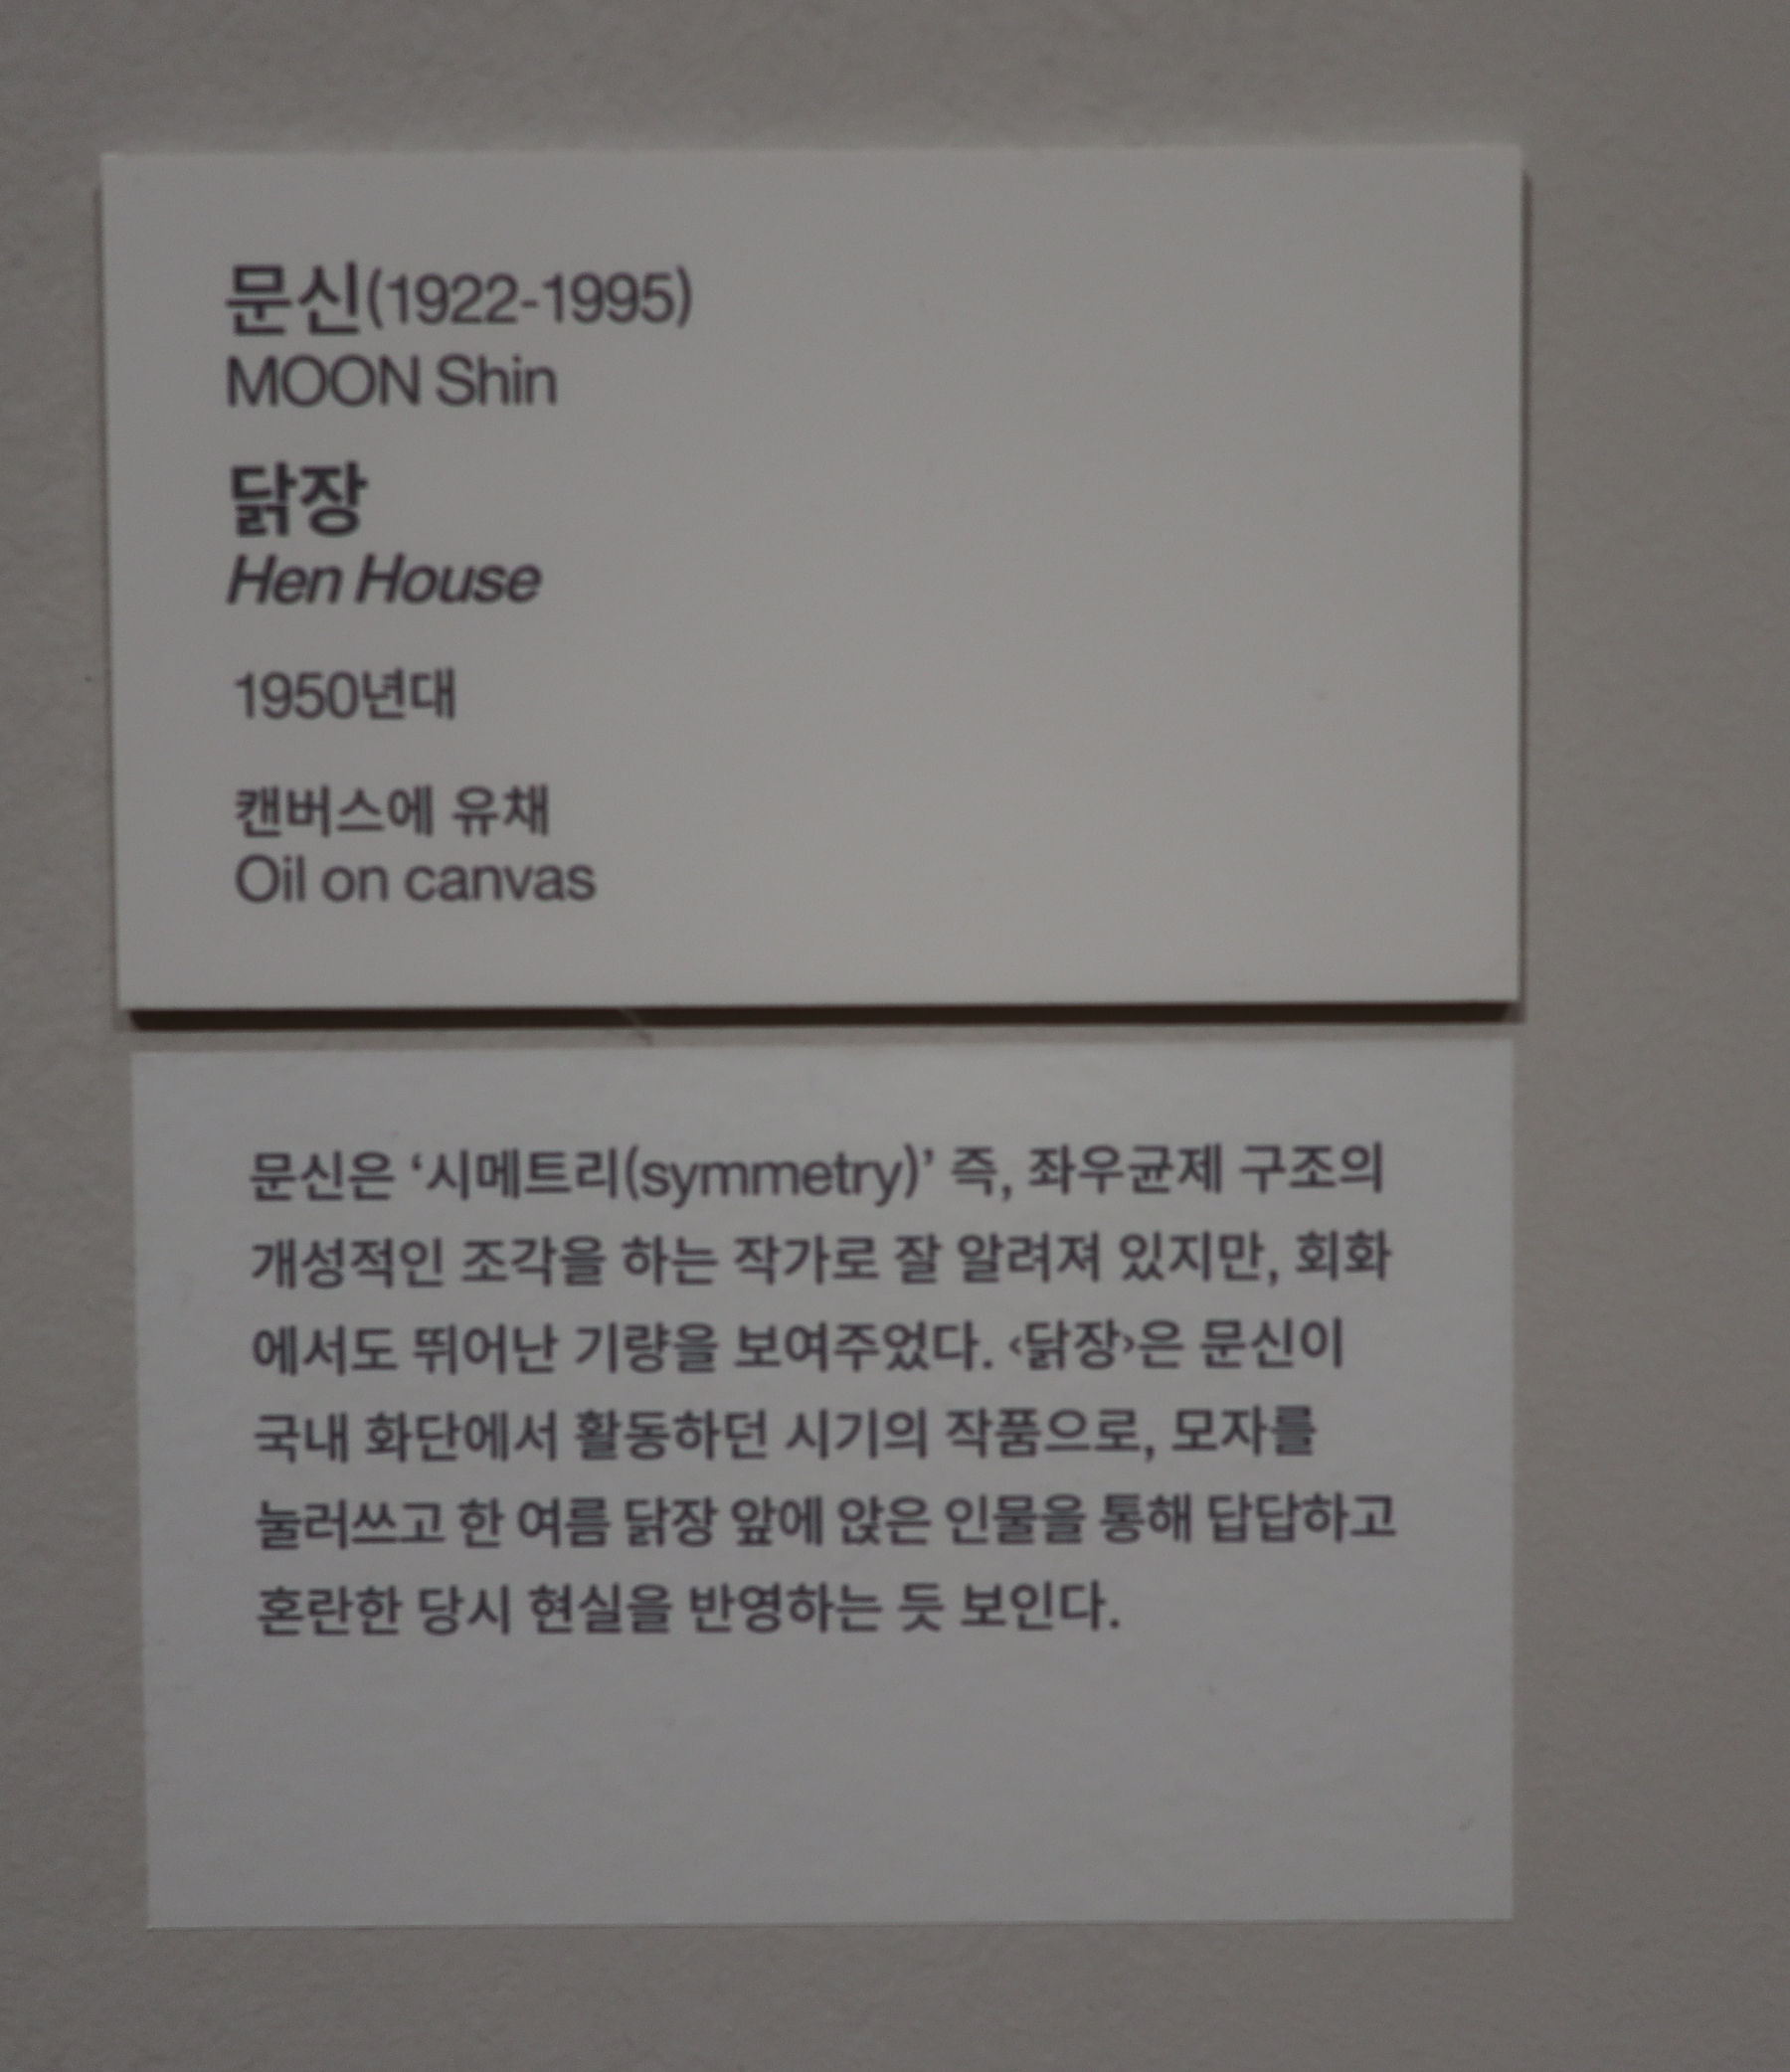 문신(1922-1995)
MOON Shin
닭장
Hen House
1950년대
캔버스에 유채
Oil on canvas
문신은 ‘시메트리(symmetry)’ 즉, 좌우균제 구조의
개성적인 조각을 하는 작가로 잘 알려져 있지만, 회화
에서도 뛰어난 기량을 보여주었다. ‹닭장›은 문신이
국내 화단에서 활동하던 시기의 작품으로, 모자를
눌러쓰고 한 여름 닭장 앞에 앉은 인물을 통해 답답하고
혼란한 당시 현실을 반영하는 듯 보인다.